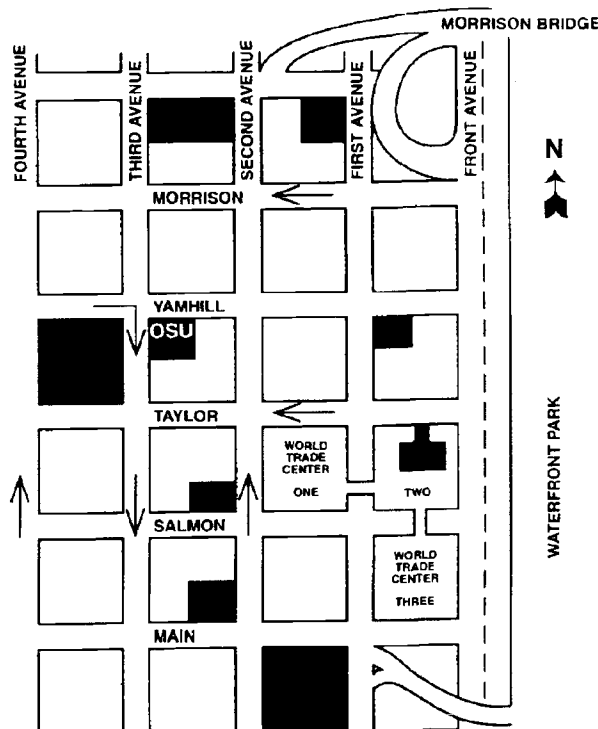 MORRISON BRIDGE
FOURTH AVENUE
THIRD AVENUE
SECOND AVENUE
FIRST AVENUE
FRONT AVENUE
N
MORRISON
YAMHILL
OSU
TAYLOR
WORLD
TRADE
CENTER
ONE
TWO
WATERFRONT PARK
SALMON
WORLD
TRADE
CENTER
THREE
MAIN